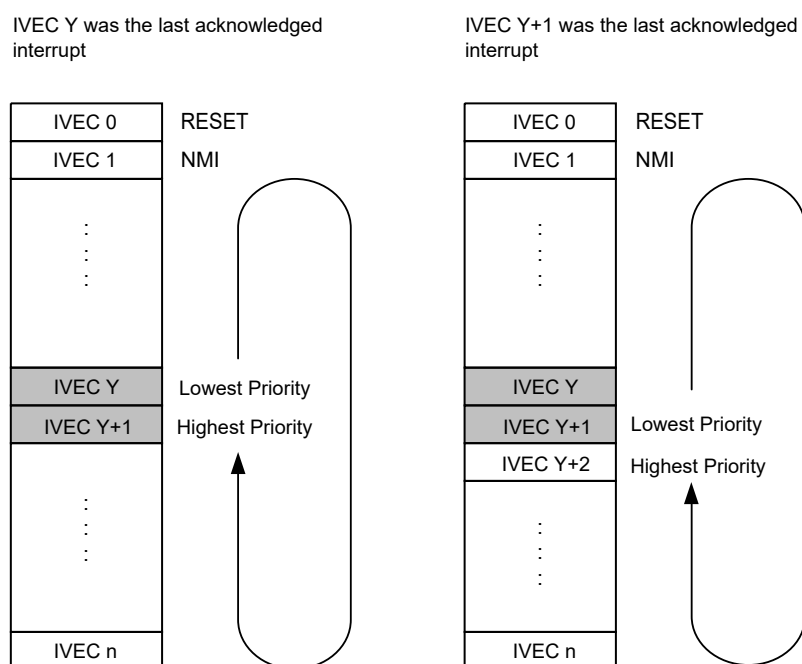 IVEC Y was the last acknowledged
interrupt
IVEC 0
RESET
IVEC 1
NMI
IVEC Y
Lowest Priority
IVEC Y+1
Highest Priority
IVEC n
IVEC Y+1 was the last acknowledged
interrupt
IVEC 0
RESET
IVEC 1
NMI
IVEC Y
IVEC Y+1
Lowest Priority
IVEC Y+2
Highest Priority
IVEC n